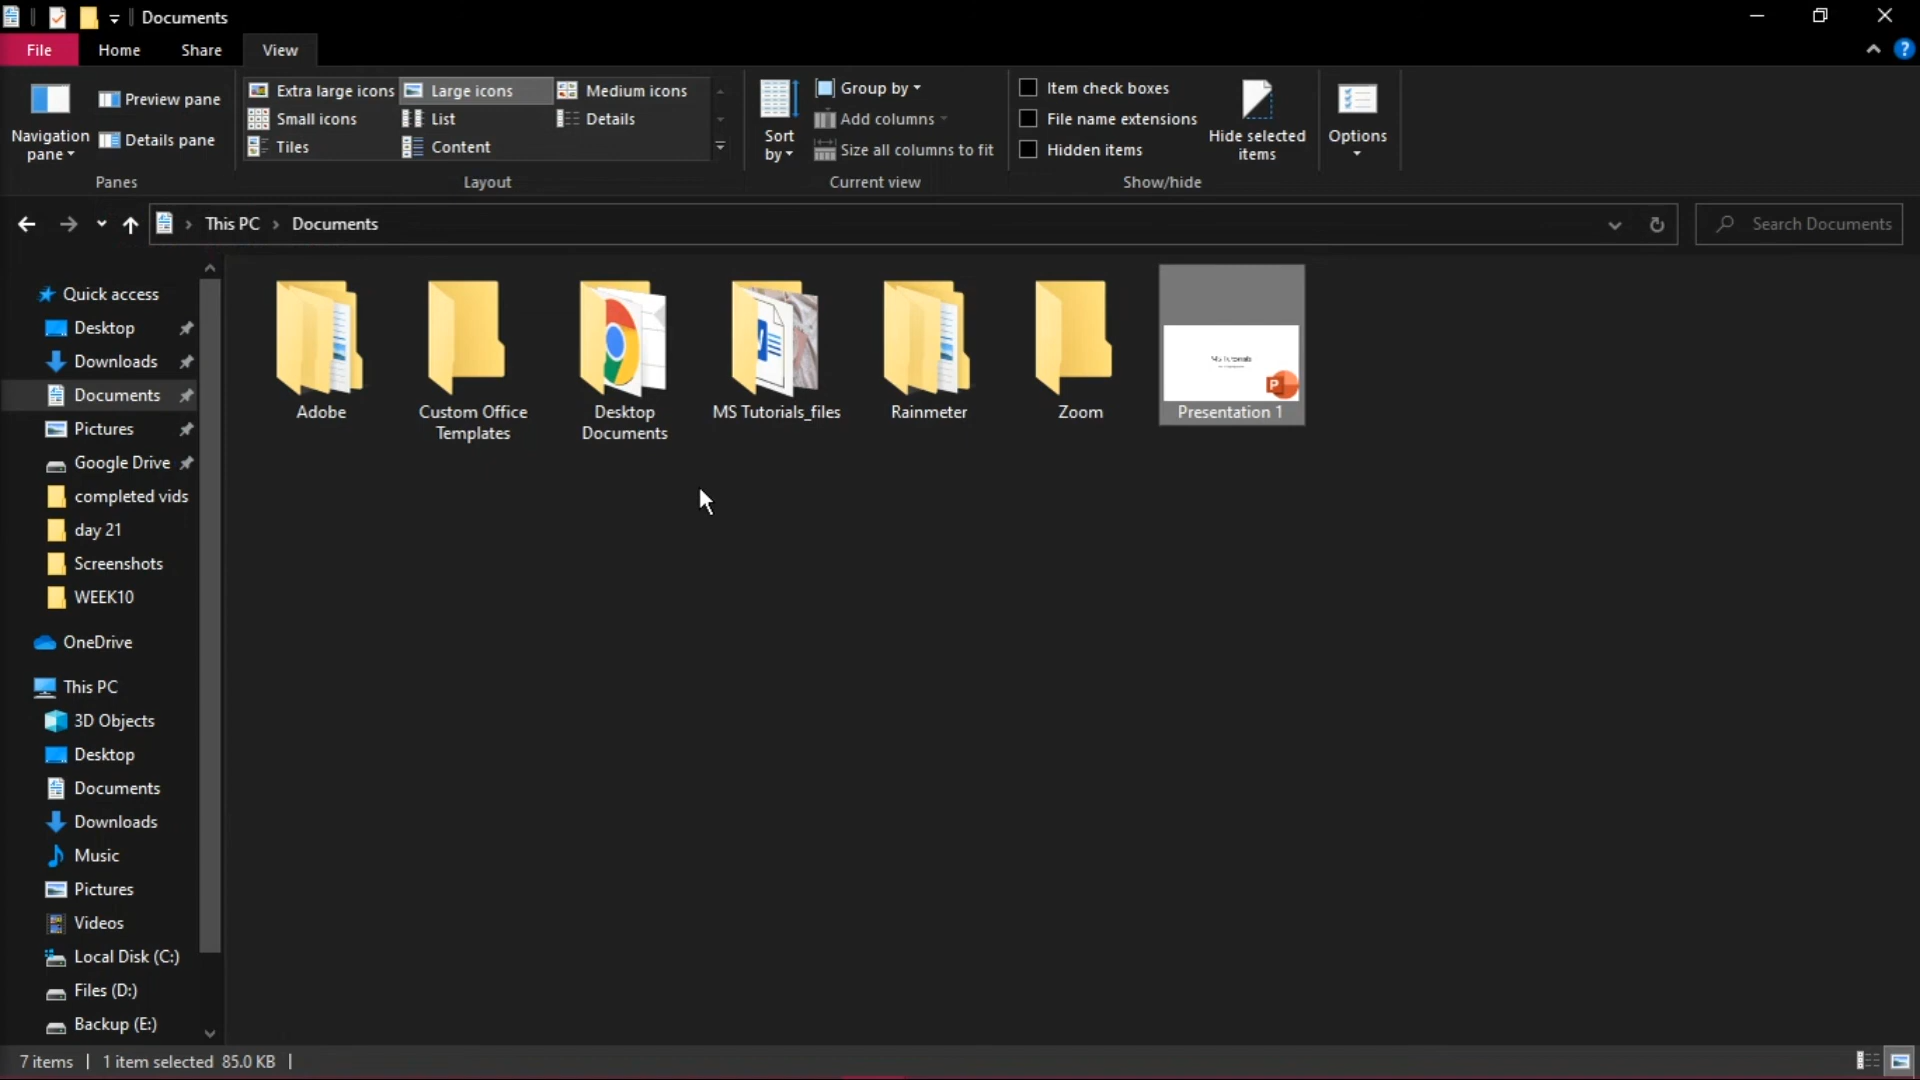 Documents
File
Home
Share
View
?
Navigation
pane
Preview pane
Details pane
Panes
Extra large icons
Large icons
Medium icons
Small icons
List
Details
Tiles
Content
Layout
Sort
by
Group by
Add columns
Size all columns to fit
Current view
Item check boxes
File name extensions
Hidden items
Hide selected
items
Show/hide
Options
This PC
Documents
Search Documents
Quick access
Desktop
Downloads
Documents
Pictures
Google Drive
completed vids
day 21
Screenshots
WEEK10
OneDrive
This PC
3D Objects
Desktop
Documents
Downloads
Music
Pictures
Videos
Local Disk (C:)
Files (D:)
Backup (E:)
Adobe
Custom Office
Templates
Desktop
Documents
MS Tutorials_files
Rainmeter
Zoom
MS Tutorials
P
Presentation 1
7 items
1 item selected 85.0 KB